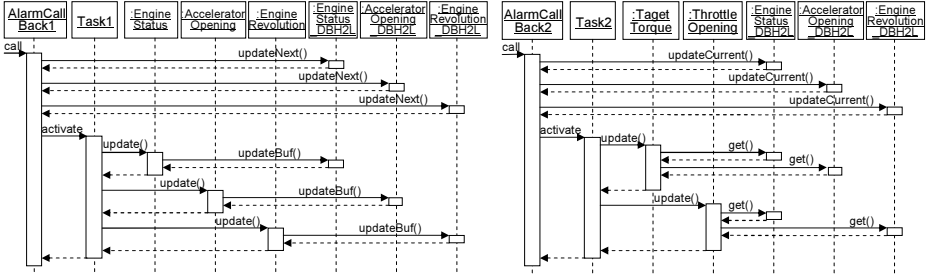 AlarmCall
Back1
Task1
:Engine
Status
:Accelerator
Opening
:Engine
Revolution
:Engine
Status
_DBH2L
:Accelerator
Opening
_DBH2L
:Engine
Revolution
_DBH2L
call
updateNext()
updateNext()
updateNext()
activate
update()
updateBuf()
update()
updateBuf()
update()
updateBuf()
AlarmCall
Back2
Task2
:Taget
Torque
:Throttle
Opening
:Engine
Status
_DBH2L
:Accelerator
Opening
_DBH2L
:Engine
Revolution
_DBH2L
call
updateCurrent()
updateCurrent()
updateCurrent()
activate
update()
get()
get()
update()
get()
get()